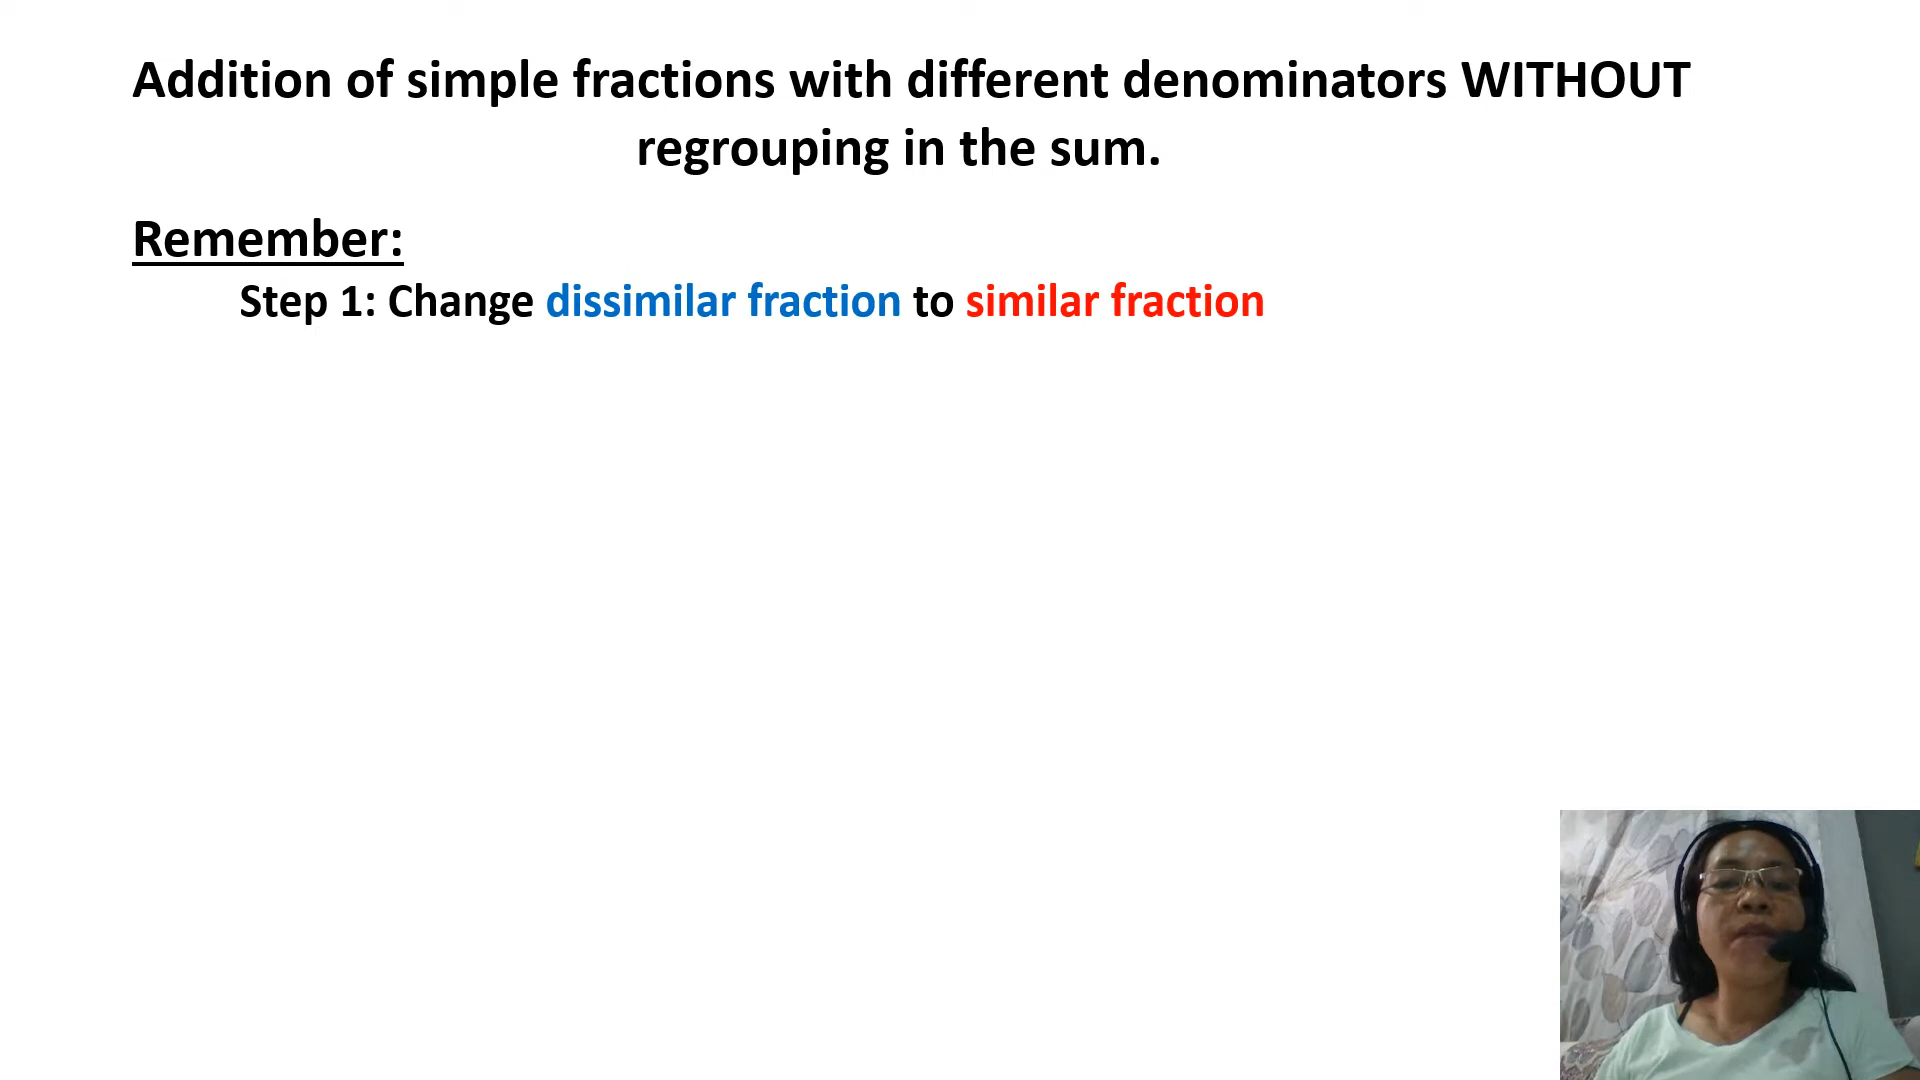 Addition of simple fractions with different denominators WITHOUT
regrouping in the sum.
Remember:
Step 1: Change dissimilar fraction to similar fraction